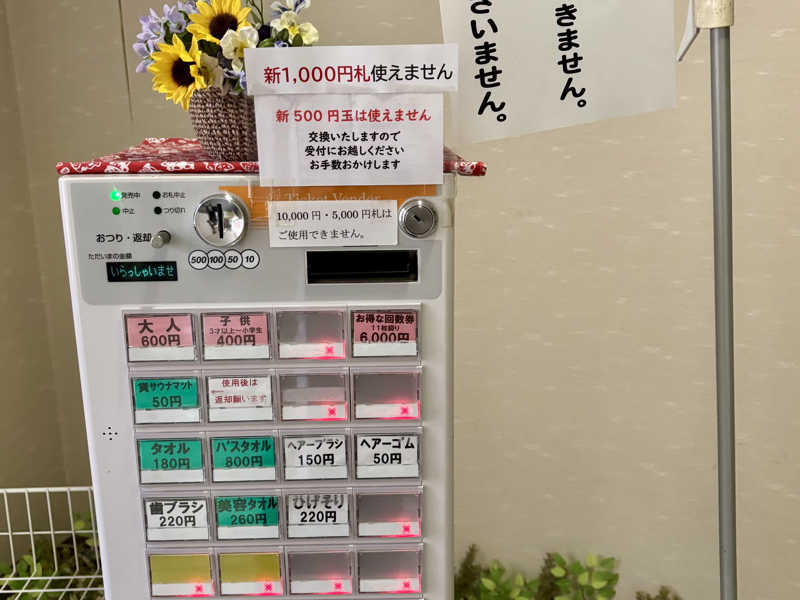 さいません。
きません。
新1,000円札使えません
新500円玉は使えません
交換いたしますので
受付にお越しください
お手数おかけします
Ticket Vendor
発売中
お札中止
中止
つり切れ
10,000円・5,000円札は
ご使用できません。
おつり・返却
ただいまの金額
いらっしゃいませ
500 100 50 10
大人
600円
子供
3才以上～小学生
400円
お得な回数券
11枚綴り
6,000円
貸サウナマット
50円
使用後は
返却願います
タオル
180円
バスタオル
800円
ヘアーブラシ
150円
ヘアーゴム
50円
歯ブラシ
220円
美容タオル
260円
ひげそり
220円